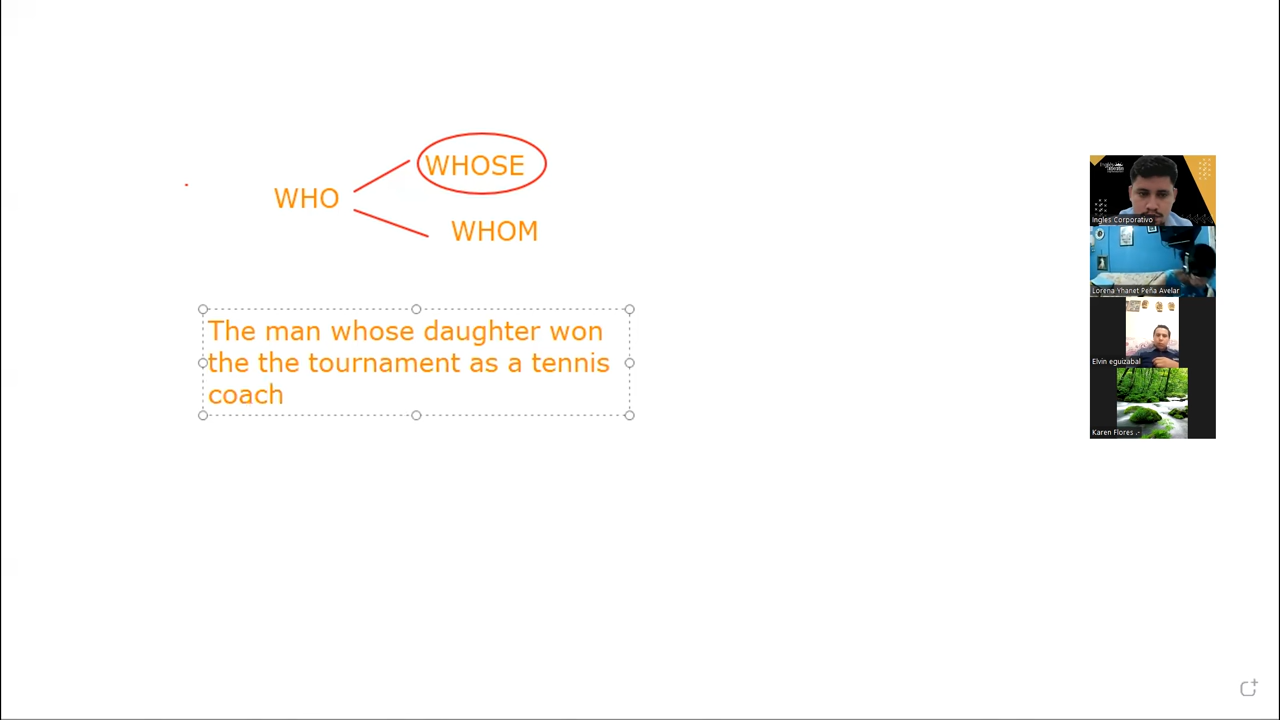 WHOSE
WHO
WHOM
The man whose daughter won
the the tournament as a tennis
coach
Ingles Corporativo
Lorena Yhanet Peña Avelar
Elvin eguizabal
Karen Flores .-